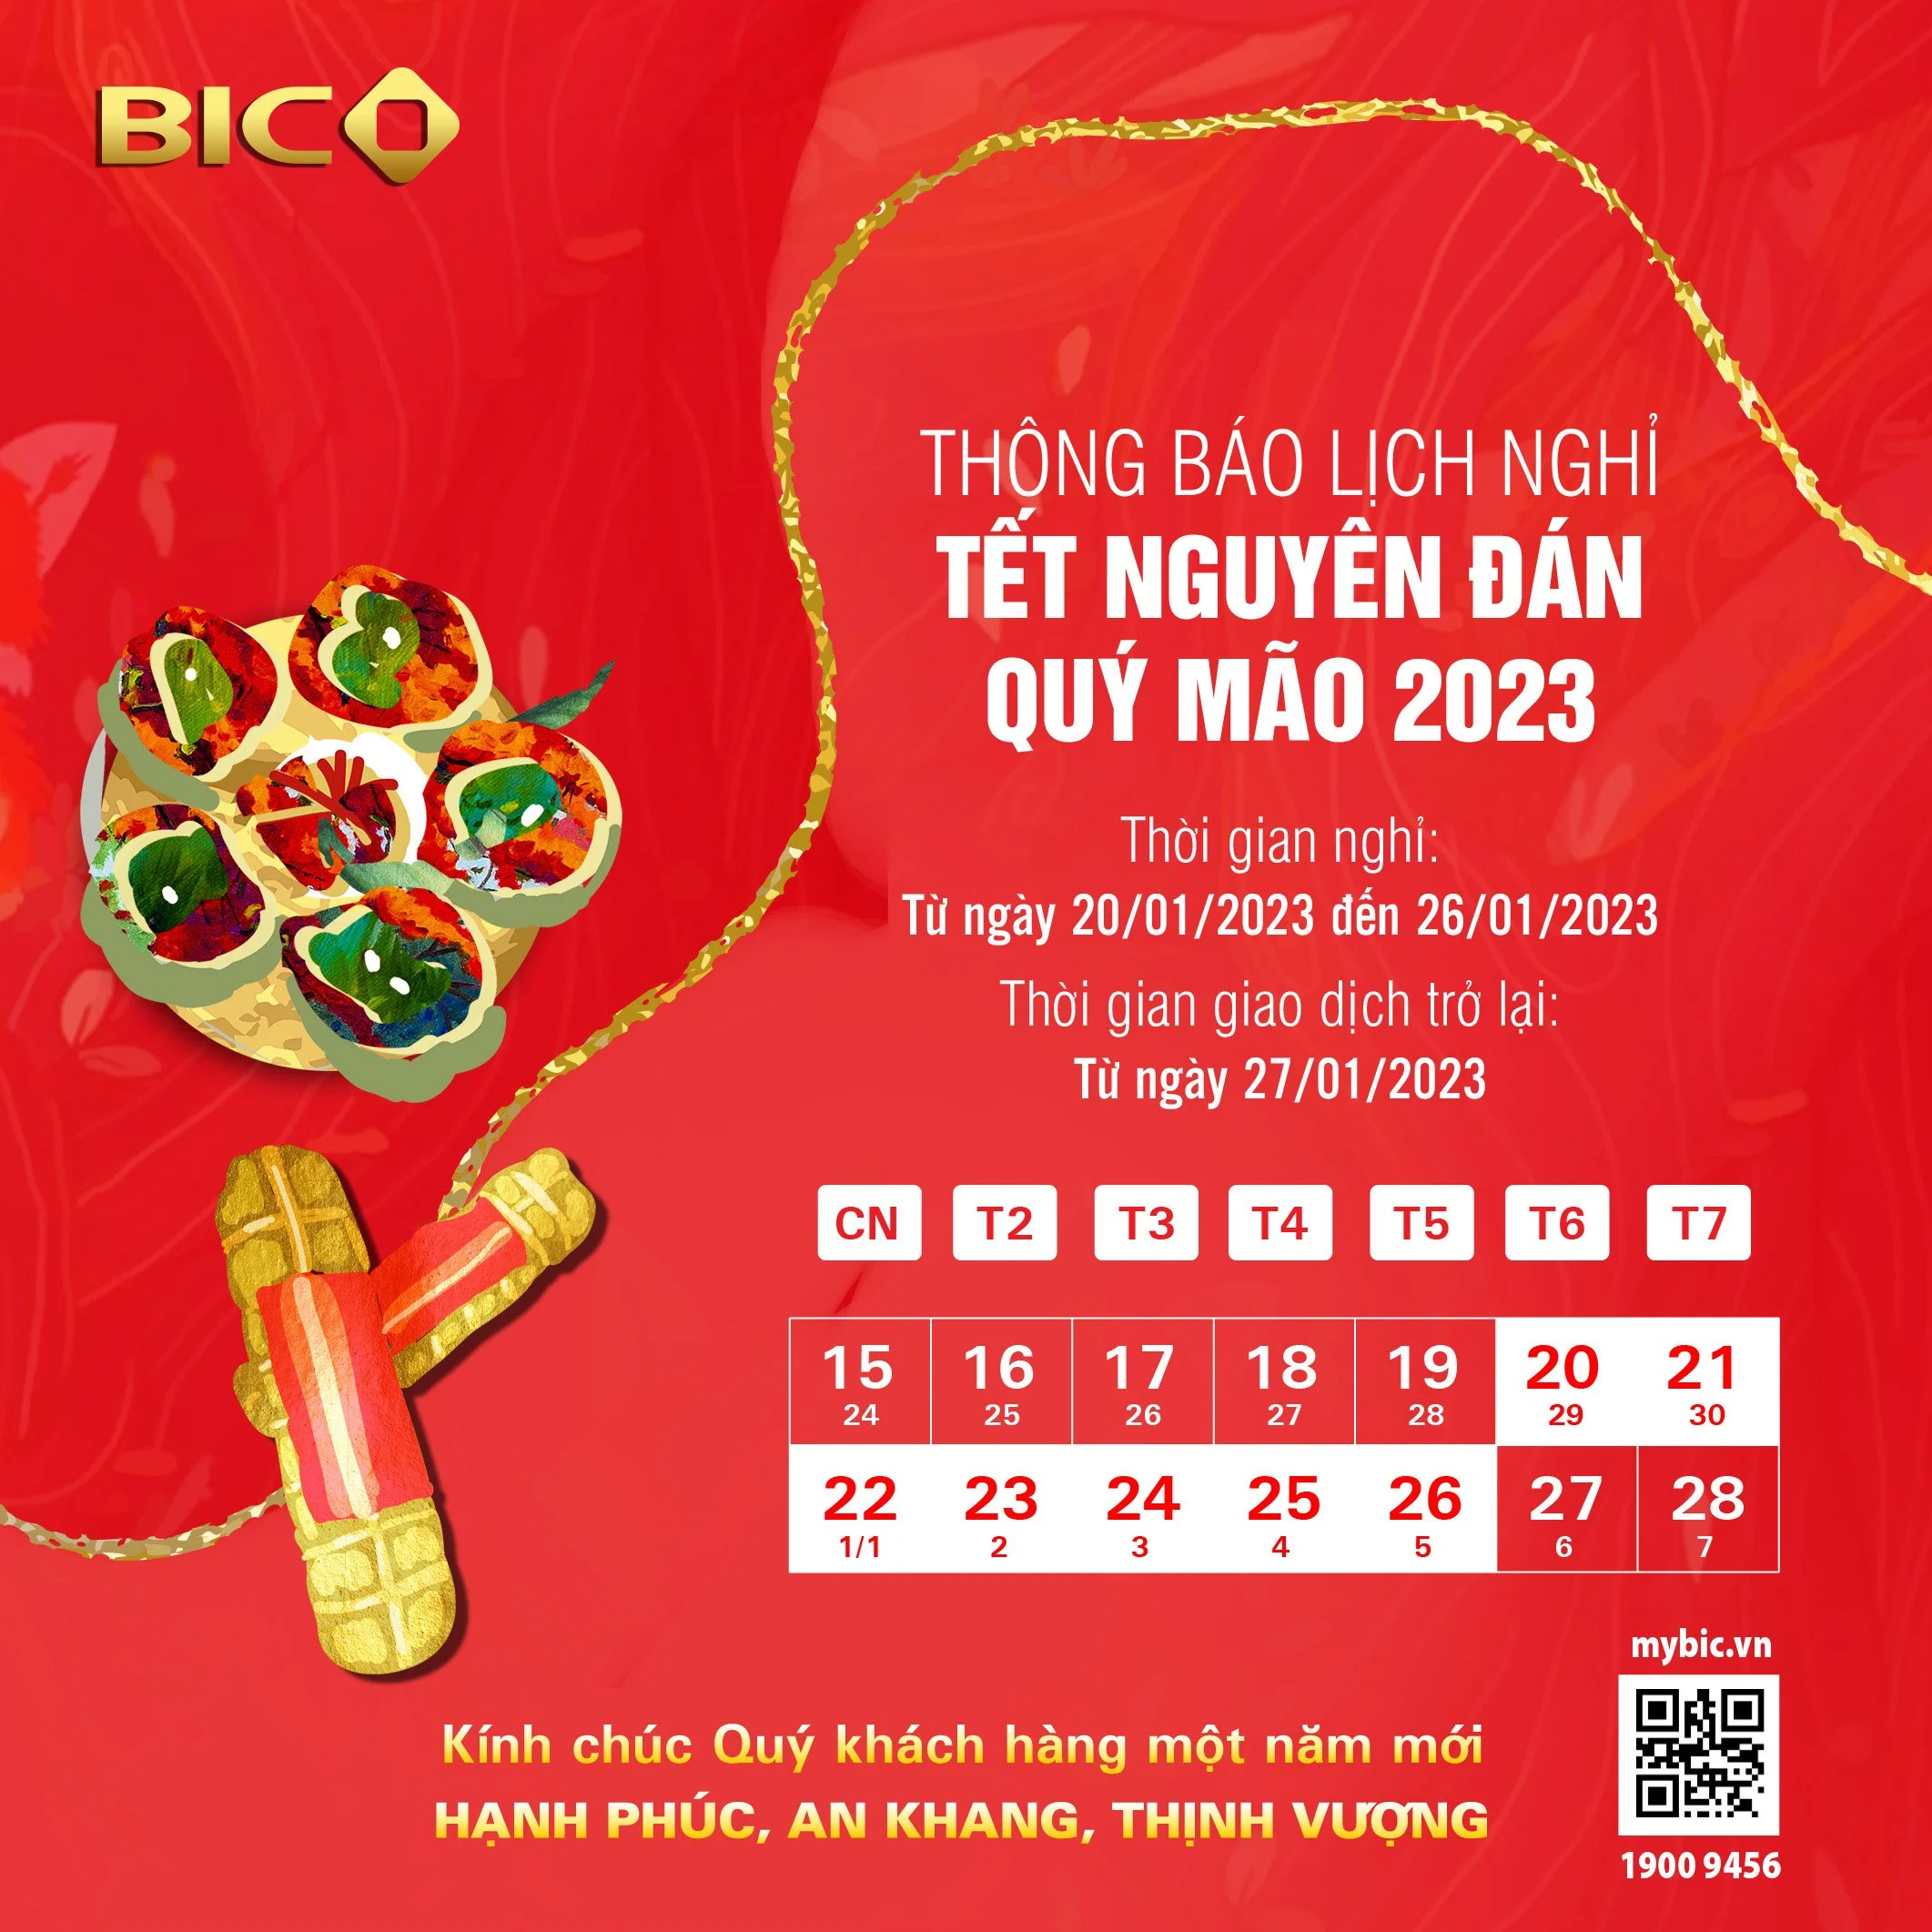 BICO
THÔNG BÁO LỊCH NGHỈ
TẾT NGUYÊN ĐÁN
QUÝ MÃO 2023
Thời gian nghỉ:
Từ ngày 20/01/2023 đến 26/01/2023
Thời gian giao dịch trở lại:
Từ ngày 27/01/2023
CN T2 T3 T4 T5 T6 T7
15 16 17 18 19 20 21
24 25 26 27 28 29 30
22 23 24 25 26 27 28
1/1 2 3 4 5 6 7
mybic.vn
Kính chúc Quý khách hàng một năm mới
HẠNH PHÚC, AN KHANG, THỊNH VƯỢNG
1900 9456